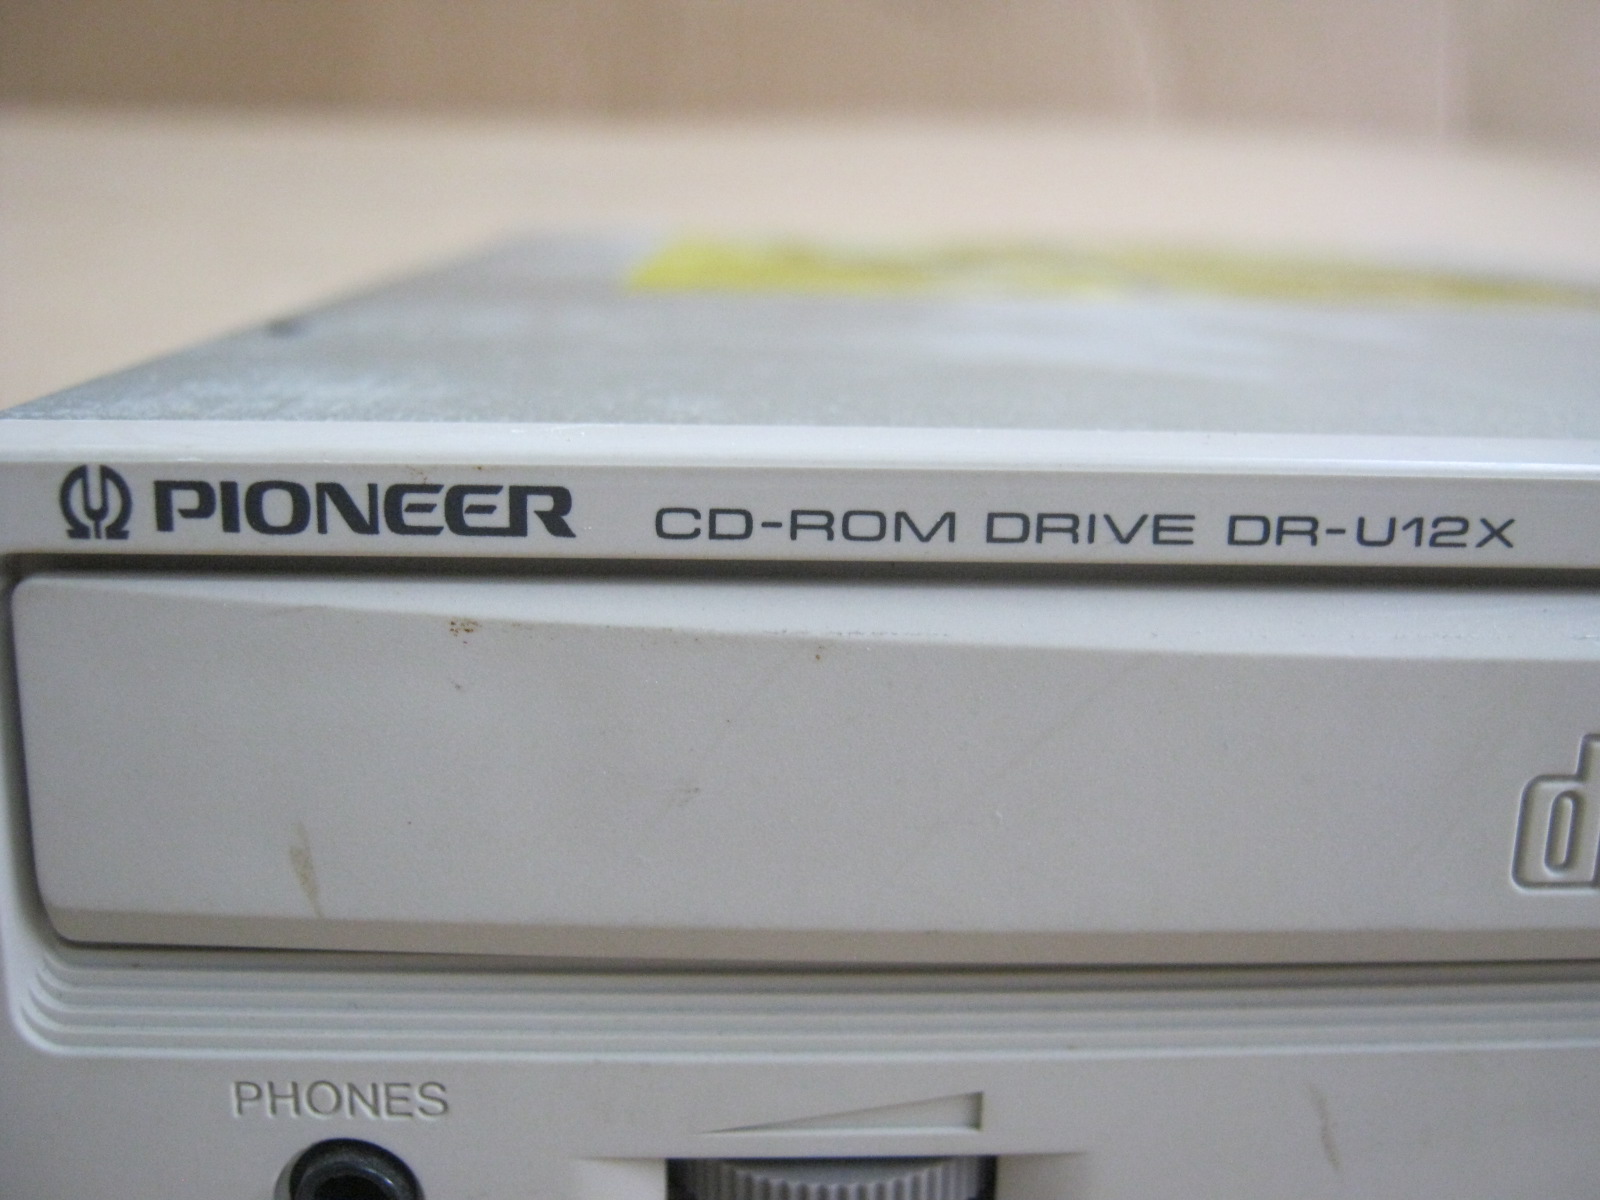 PIONEER CD-ROM DRIVE DR-U12X
PHONES